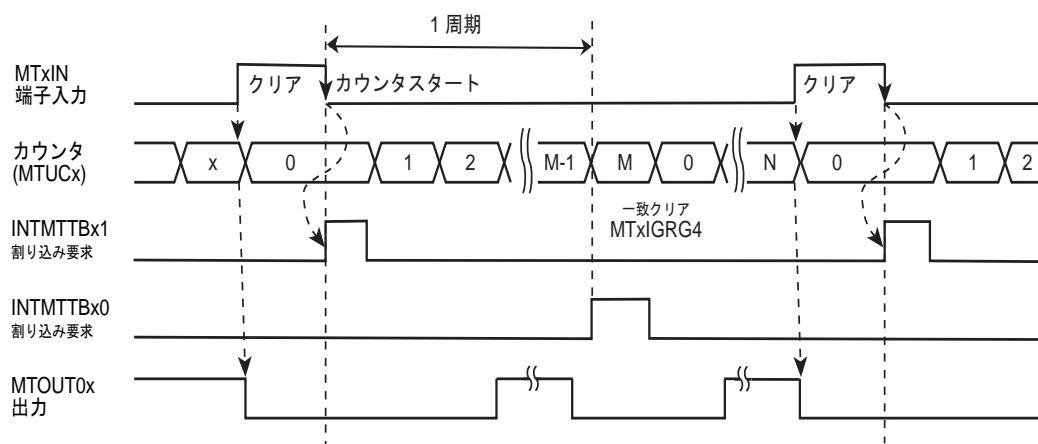 1 周期
MTxIN
端子入力
クリア
カウンタスタート
クリア
カウンタ
(MTUCx)
x 0 1 2 M-1 M 0 N 0 1 2
INTMTTBx1
割り込み要求
一致クリア
MTxIGRG4
INTMTTBx0
割り込み要求
MTOUT0x
出力